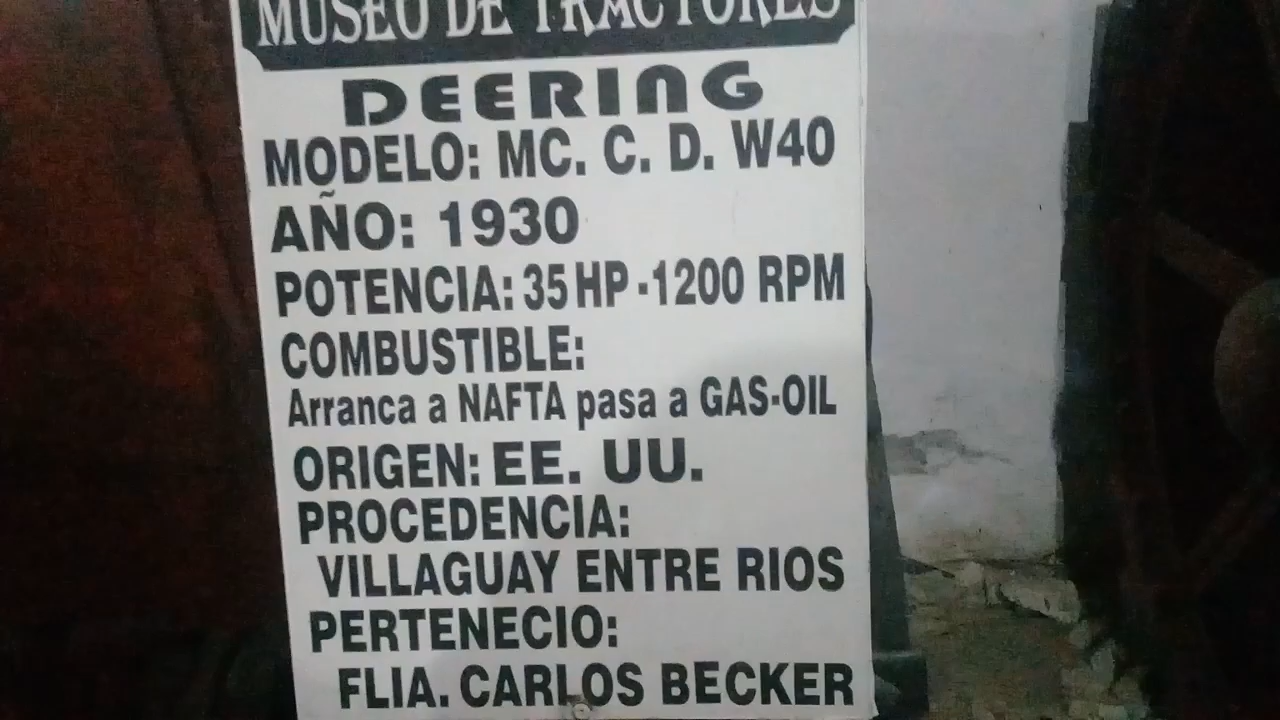 MUSEO DE TRACTORES
DEERING
MODELO: MC. C. D. W40
AÑO: 1930
POTENCIA: 35 HP - 1200 RPM
COMBUSTIBLE:
Arranca a NAFTA pasa a GAS-OIL
ORIGEN: EE. UU.
PROCEDENCIA:
VILLAGUAY ENTRE RIOS
PERTENECIO:
FLIA. CARLOS BECKER